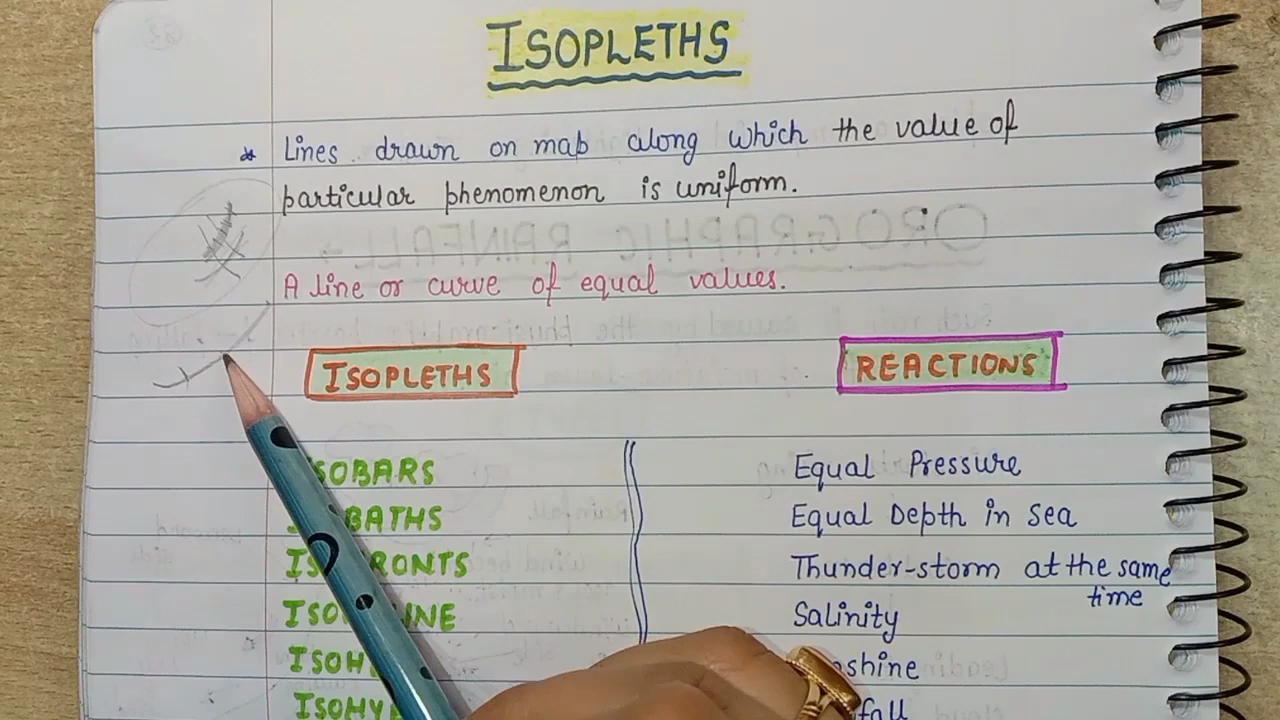 ISOPLETHS
* Lines drawn on map along which the value of
particular phenomenon is uniform.
A line or curve of equal values.
ISOPLETHS REACTIONS
SOBARS Equal Pressure
BATHS Equal Depth in sea
IS RONTS Thunder-storm at the same
time
ISO INE Salinity
ISOH shine
ISOHY fall